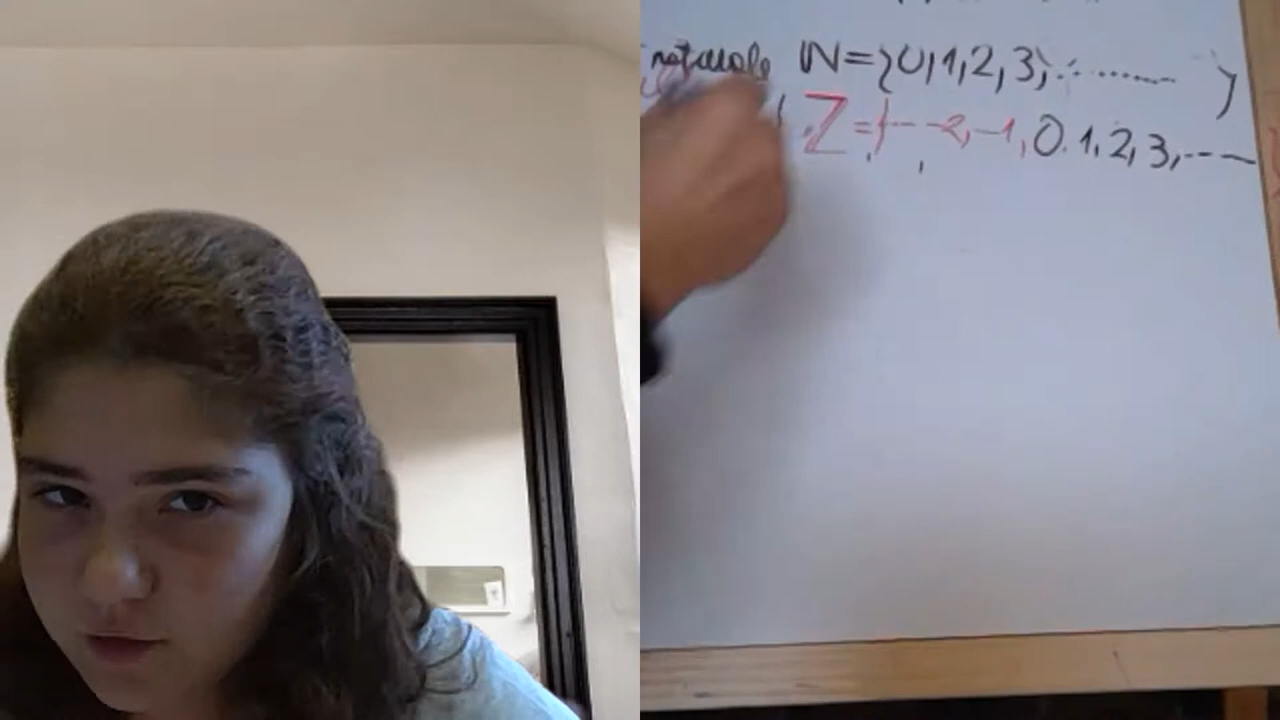 naturale N={0,1,2,3,.........}
Z={-- -2,-1,0.1,2,3,---